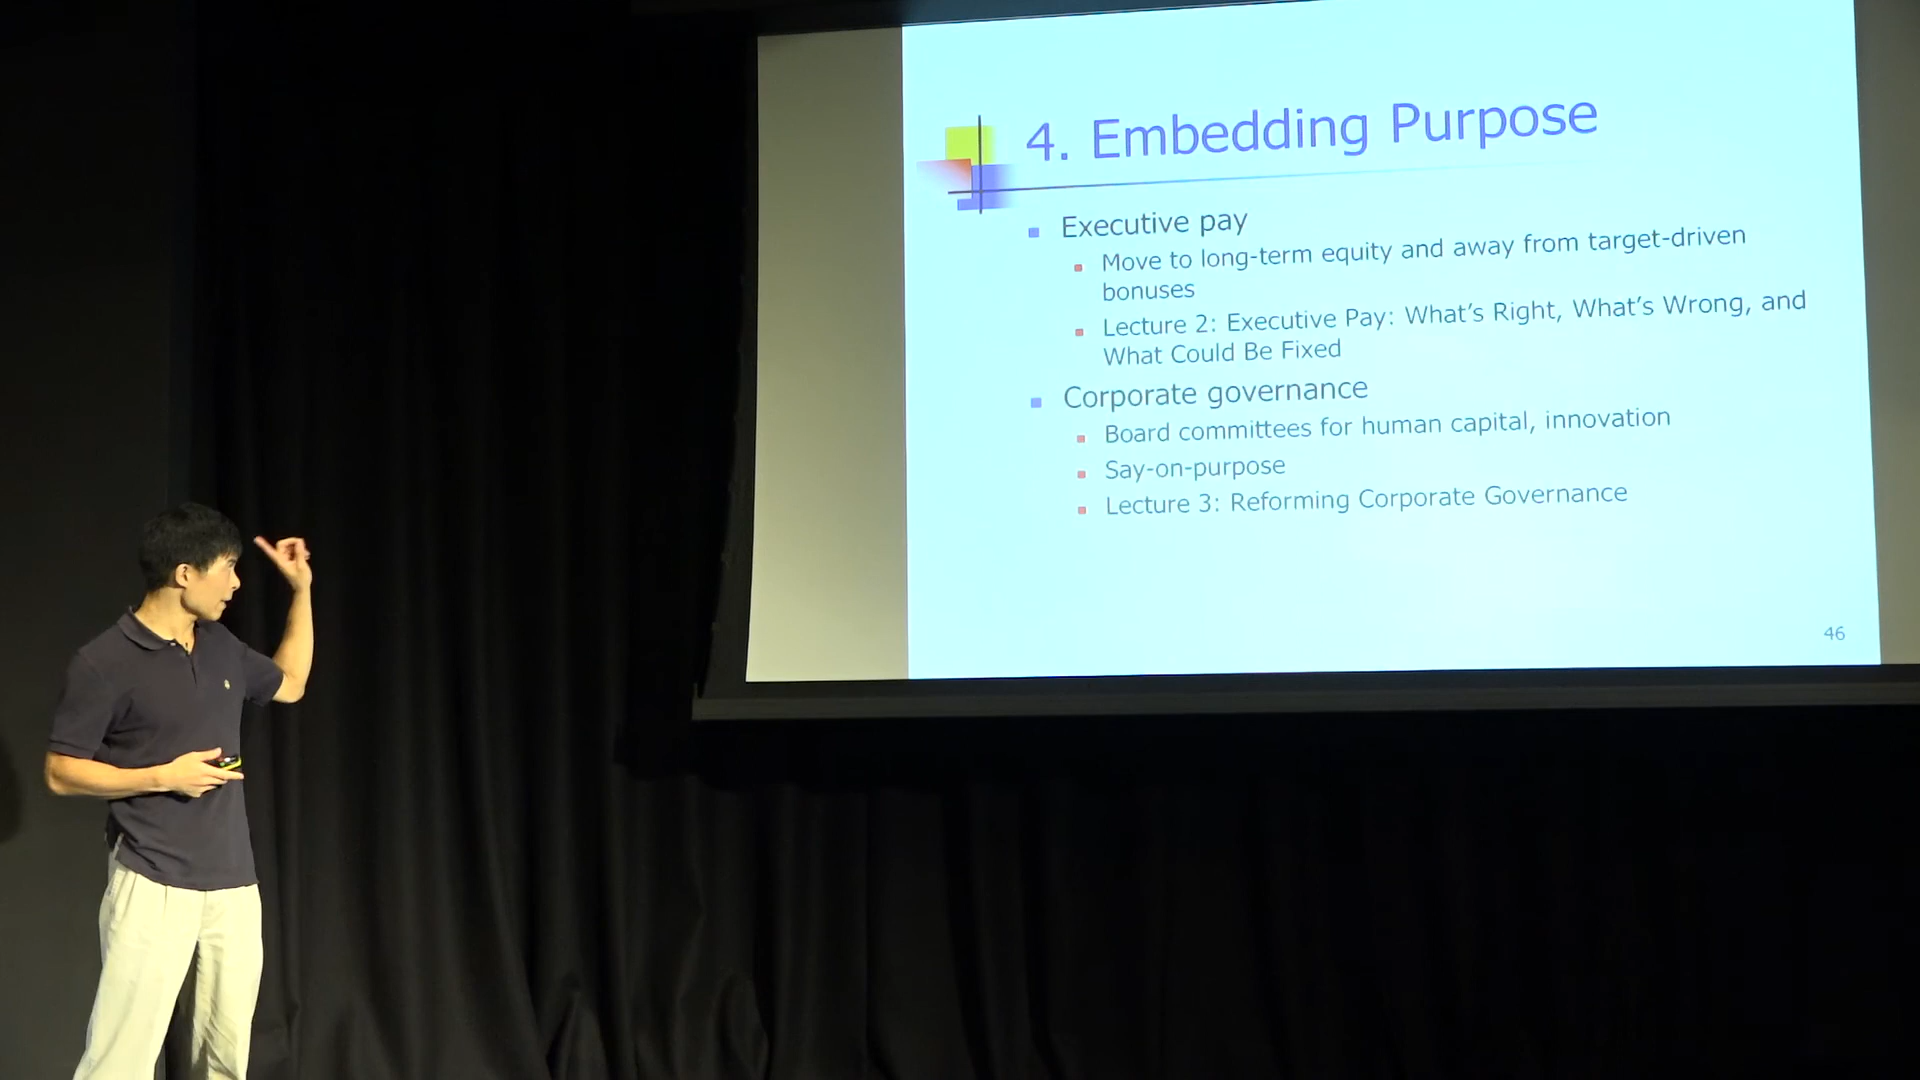 4. Embedding Purpose
Executive pay
Move to long-term equity and away from target-driven
bonuses
Lecture 2: Executive Pay: What's Right, What's Wrong, and
What Could Be Fixed
Corporate governance
Board committees for human capital, innovation
Say-on-purpose
Lecture 3: Reforming Corporate Governance
46